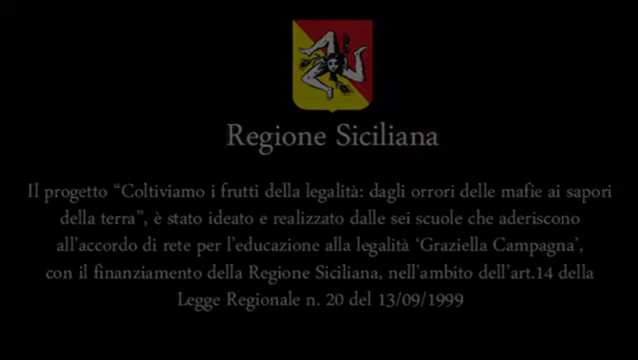 Regione Siciliana
Il progetto “Coltiviamo i frutti della legalità: dagli orrori delle mafie ai sapori
della terra”, è stato ideato e realizzato dalle sei scuole che aderiscono
all’accordo di rete per l’educazione alla legalità ‘Graziella Campagna’,
con il finanziamento della Regione Siciliana, nell’ambito dell’art.14 della
Legge Regionale n. 20 del 13/09/1999